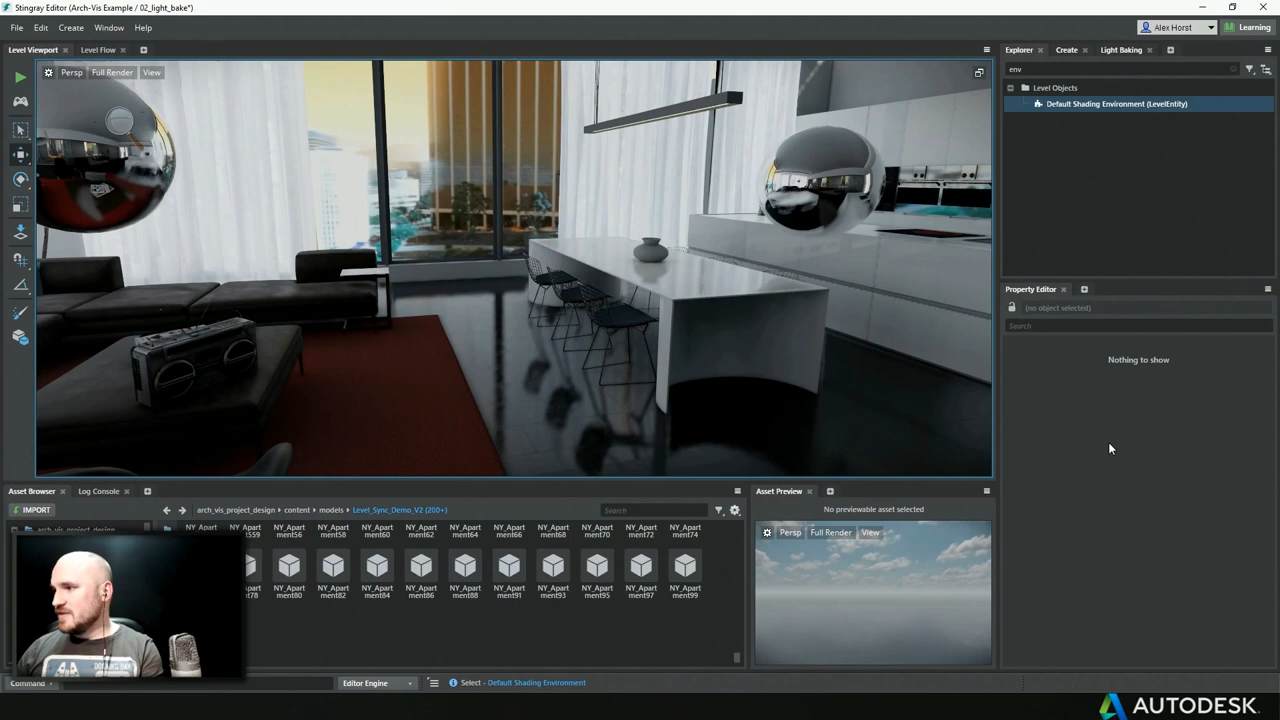 Stingray Editor (Arch-Vis Example / 02_light_bake*)
File Edit Create Window Help
Alex Horst Learning
Level Viewport Level Flow
Explorer Create Light Baking
Persp Full Render View
env
Level Objects
Default Shading Environment (LevelEntity)
Property Editor
(no object selected)
Search
Nothing to show
Asset Browser Log Console
Asset Preview
IMPORT
arch_vis_project_design content models Level_Sync_Demo_V2 (200+)
Search
No previewable asset selected
arch_vis_project_design
NY_Apart NY_Apart NY_Apart NY_Apart NY_Apart NY_Apart NY_Apart NY_Apart NY_Apart NY_Apart NY_Apart NY_Apart
ment56 ment58 ment60 ment62 ment64 ment66 ment68 ment70 ment72 ment74
Persp Full Render View
NY_Apart NY_Apart NY_Apart NY_Apart NY_Apart NY_Apart NY_Apart NY_Apart NY_Apart NY_Apart
ment80 ment82 ment84 ment86 ment88 ment91 ment93 ment95 ment97 ment99
Command
Editor Engine
Select - Default Shading Environment
AUTODESK.